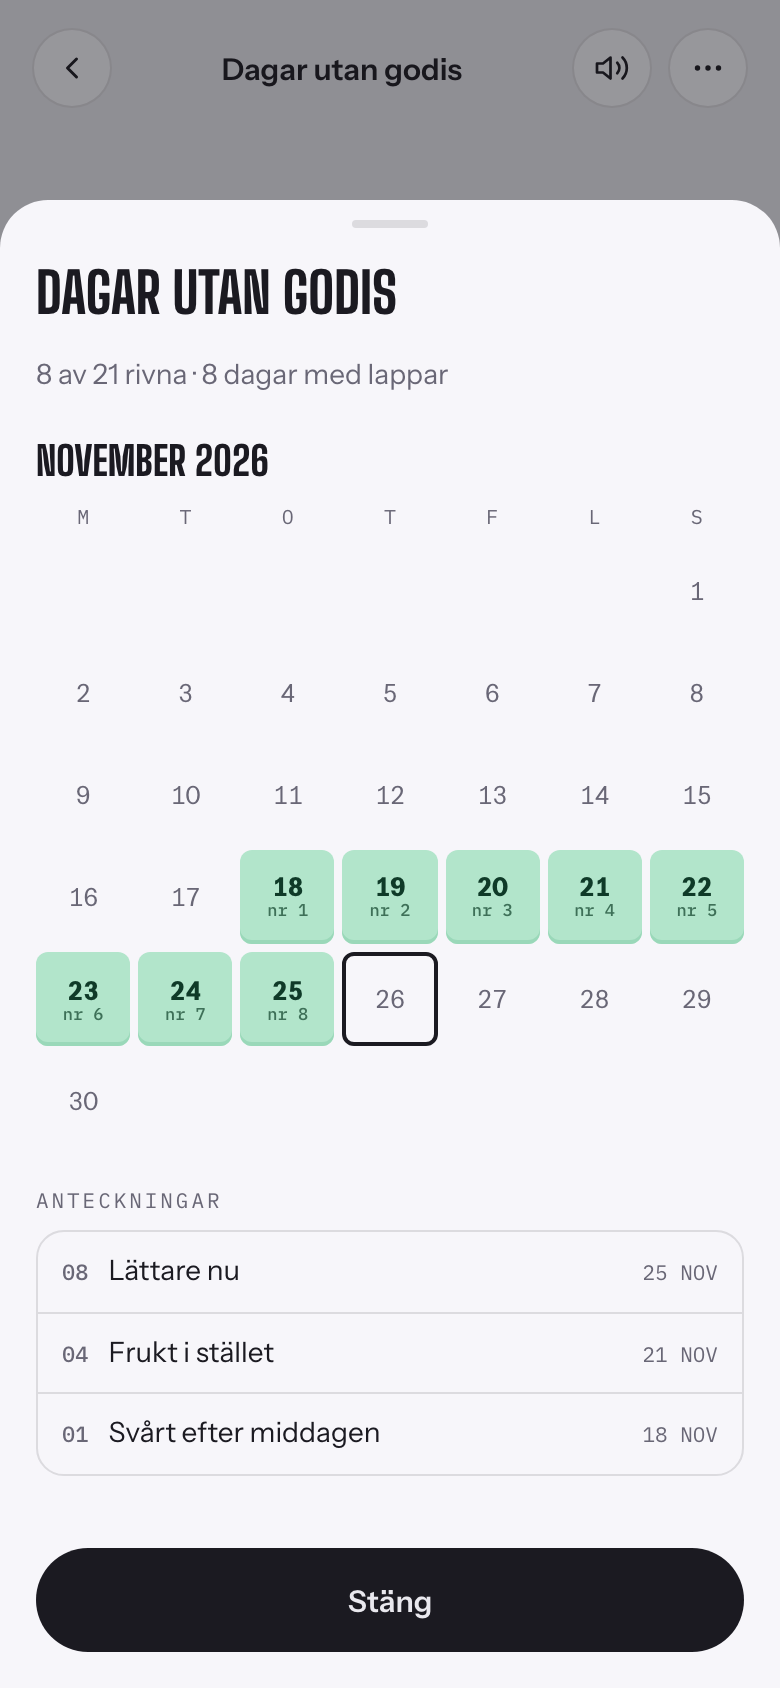 Dagar utan godis
DAGAR UTAN GODIS
8 av 21 rivna · 8 dagar med lappar
NOVEMBER 2026
M T O T F L S
1
2 3 4 5 6 7 8
9 10 11 12 13 14 15
16 17 18 19 20 21 22
nr 1 nr 2 nr 3 nr 4 nr 5
23 24 25 26 27 28 29
nr 6 nr 7 nr 8
30
ANTECKNINGAR
08 Lättare nu 25 NOV
04 Frukt i stället 21 NOV
01 Svårt efter middagen 18 NOV
Stäng